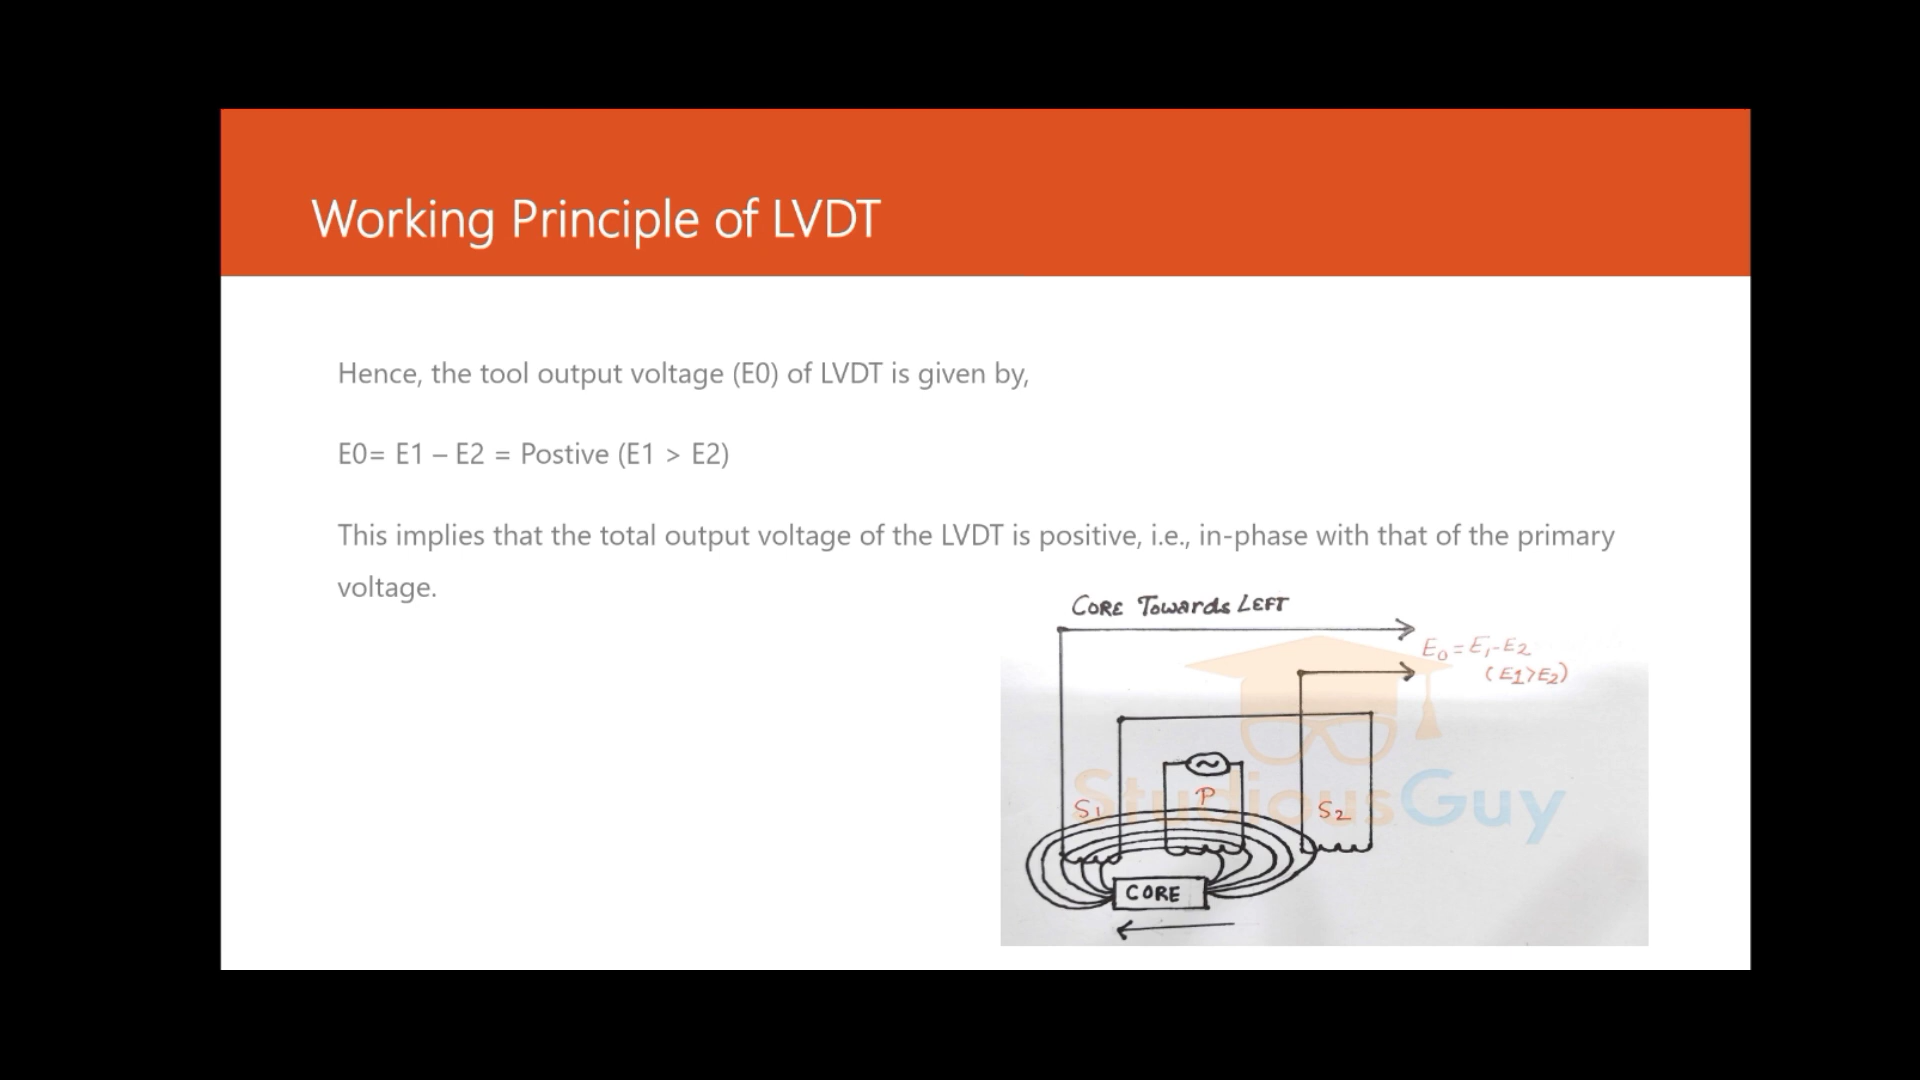 Working Principle of LVDT
Hence, the tool output voltage (E0) of LVDT is given by,
E0= E1 – E2 = Postive (E1 > E2)
This implies that the total output voltage of the LVDT is positive, i.e., in-phase with that of the primary
voltage.
CORE Towards LEFT
E0 = E1-E2
(E1>E2)
P
S1
S2
StudiousGuy
CORE